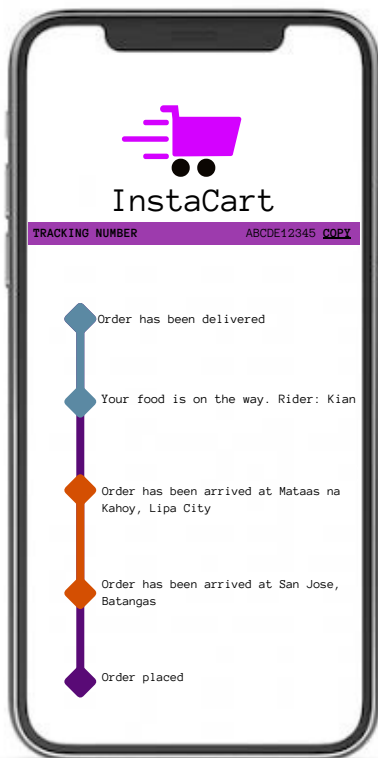 InstaCart
TRACKING NUMBER ABCDE12345 COPY
Order has been delivered
Your food is on the way. Rider: Kian
Order has been arrived at Mataas na
Kahoy, Lipa City
Order has been arrived at San Jose,
Batangas
Order placed